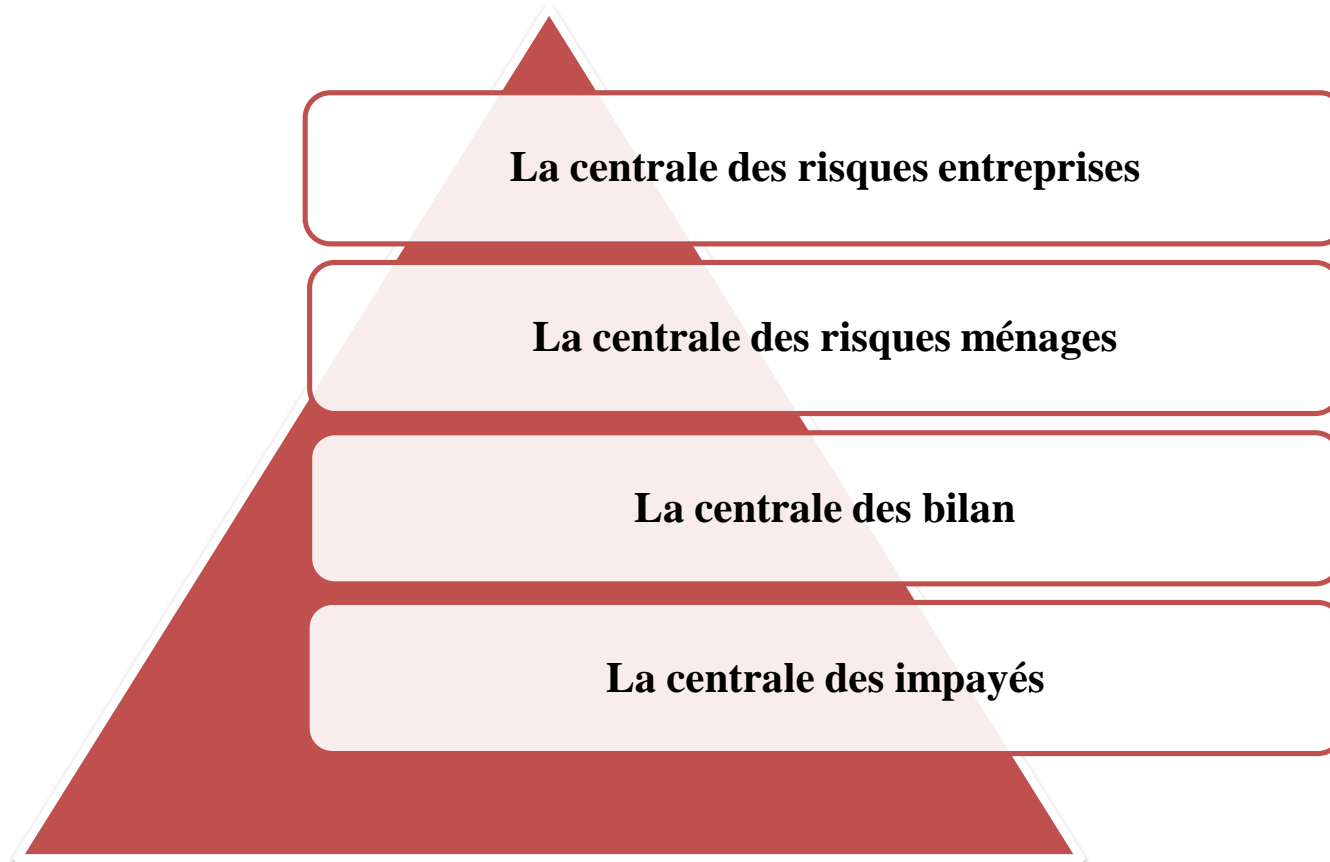 La centrale des risques entreprises
La centrale des risques ménages
La centrale des bilan
La centrale des impayés